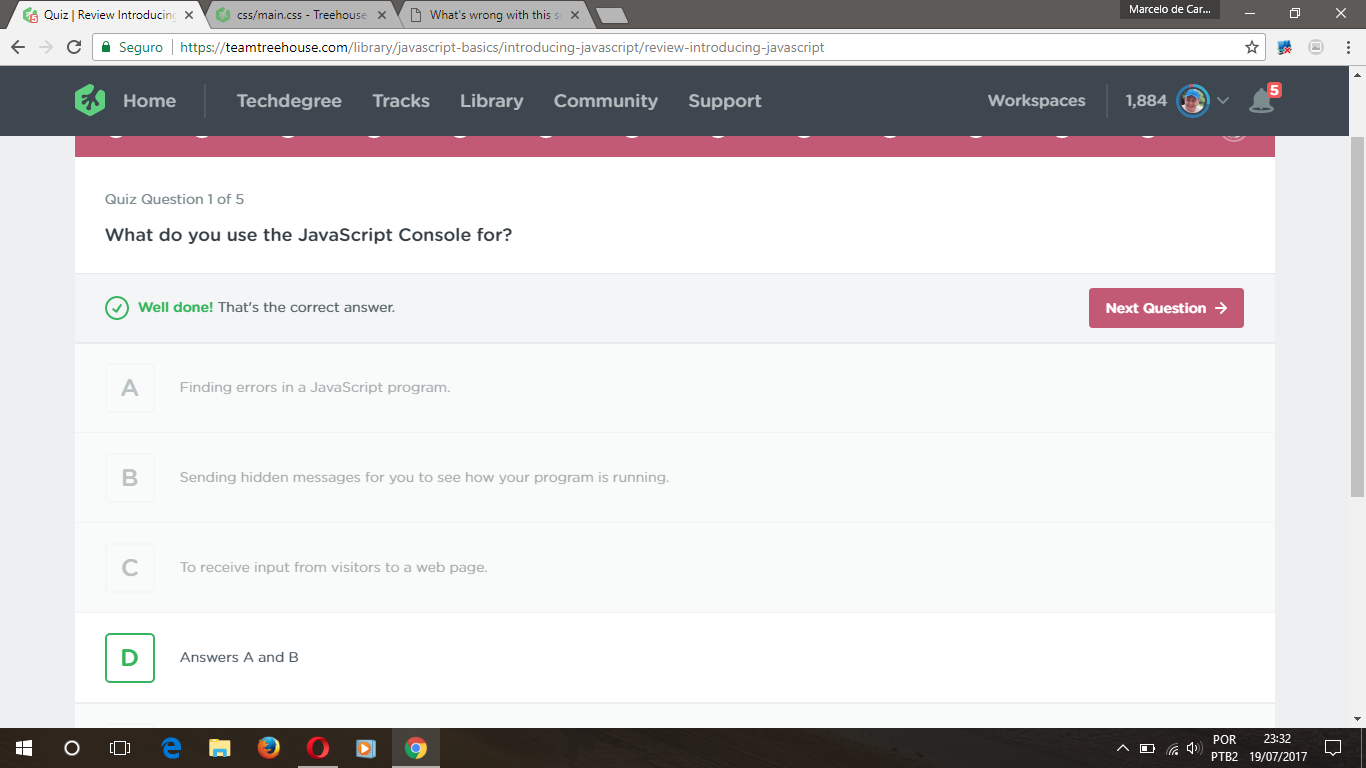 Marcelo de Car...
Quiz | Review Introducing
css/main.css - Treehouse
What's wrong with this s
Seguro
https://teamtreehouse.com/library/javascript-basics/introducing-javascript/review-introducing-javascript
Home Techdegree Tracks Library Community Support Workspaces 1,884 5
Quiz Question 1 of 5
What do you use the JavaScript Console for?
Well done! That's the correct answer.
Next Question →
A Finding errors in a JavaScript program.
B Sending hidden messages for you to see how your program is running.
C To receive input from visitors to a web page.
D Answers A and B
POR 23:32
PTB2 19/07/2017